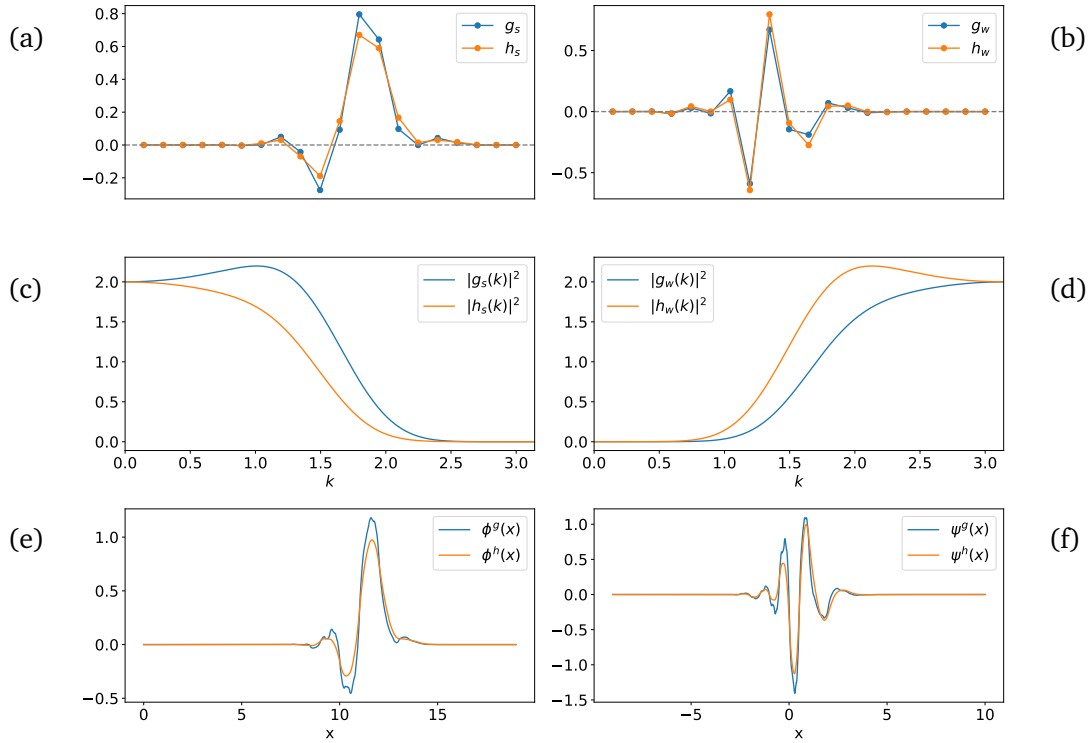 (a)
0.8
0.6
0.4
0.2
0.0
−0.2
g_s
h_s
(b)
0.5
0.0
−0.5
g_w
h_w
(c)
2.0
1.5
1.0
0.5
0.0
|g_s(k)|²
|h_s(k)|²
0.0 0.5 1.0 1.5 2.0 2.5 3.0
k
(d)
2.0
1.5
1.0
0.5
0.0
|g_w(k)|²
|h_w(k)|²
0.0 0.5 1.0 1.5 2.0 2.5 3.0
k
(e)
1.0
0.5
0.0
−0.5
ϕ^g(x)
ϕ^h(x)
0 5 10 15
x
(f)
1.0
0.5
0.0
−0.5
−1.0
−1.5
ψ^g(x)
ψ^h(x)
−5 0 5 10
x